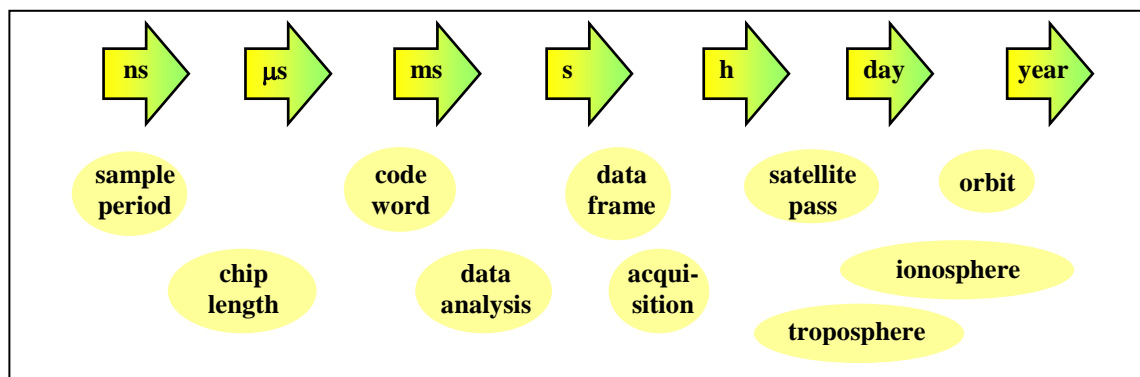 ns
μs
ms
s
h
day
year
sample
period
code
word
data
frame
satellite
pass
orbit
chip
length
data
analysis
acqui-
sition
ionosphere
troposphere